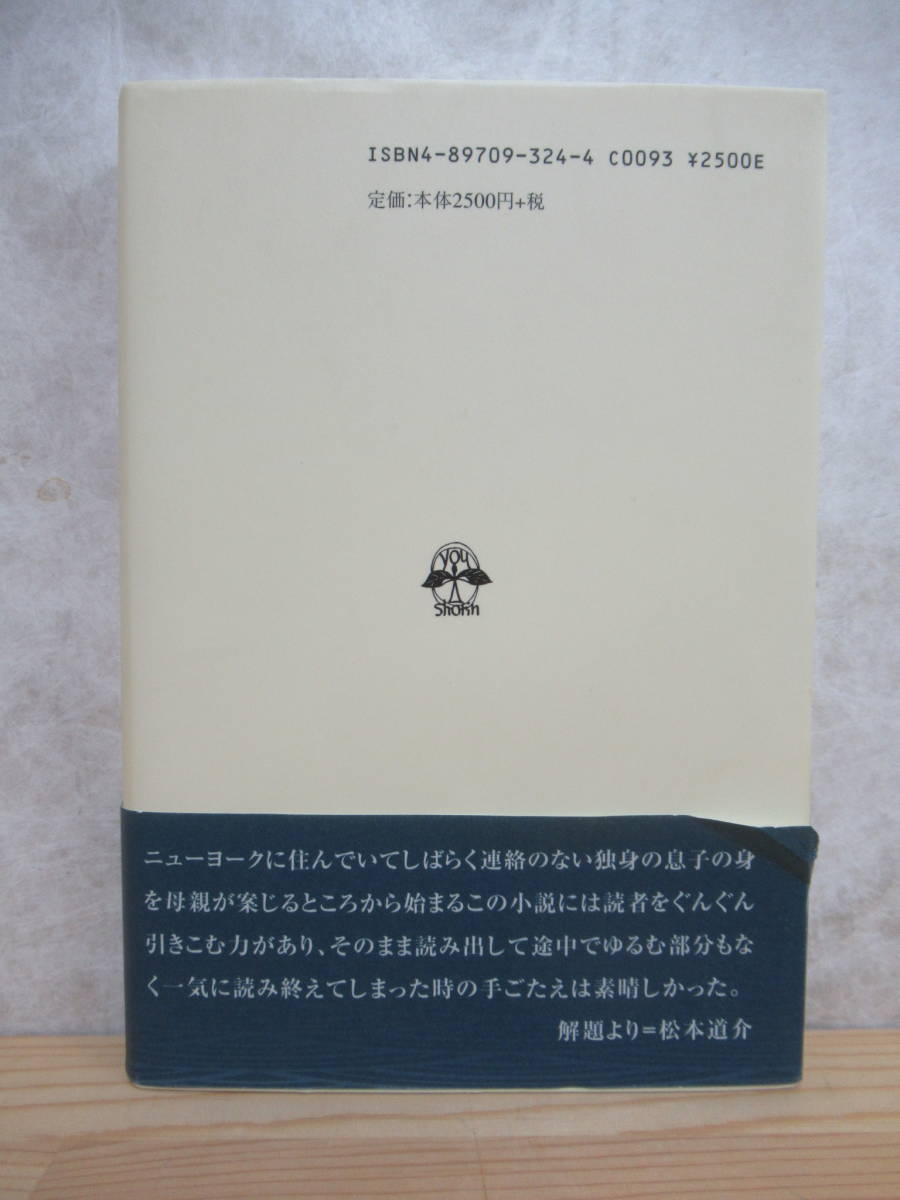 ISBN4-89709-324-4 C0093 ¥2500E
定価：本体2500円+税
you
Shorin
ニューヨークに住んでいてしばらく連絡のない独身の息子の身
を母親が案じるところから始まるこの小説には読者をぐんぐん
引きこむ力があり、そのまま読み出して途中でゆるむ部分もな
く一気に読み終えてしまった時の手ごたえは素晴しかった。
解題より＝松本道介